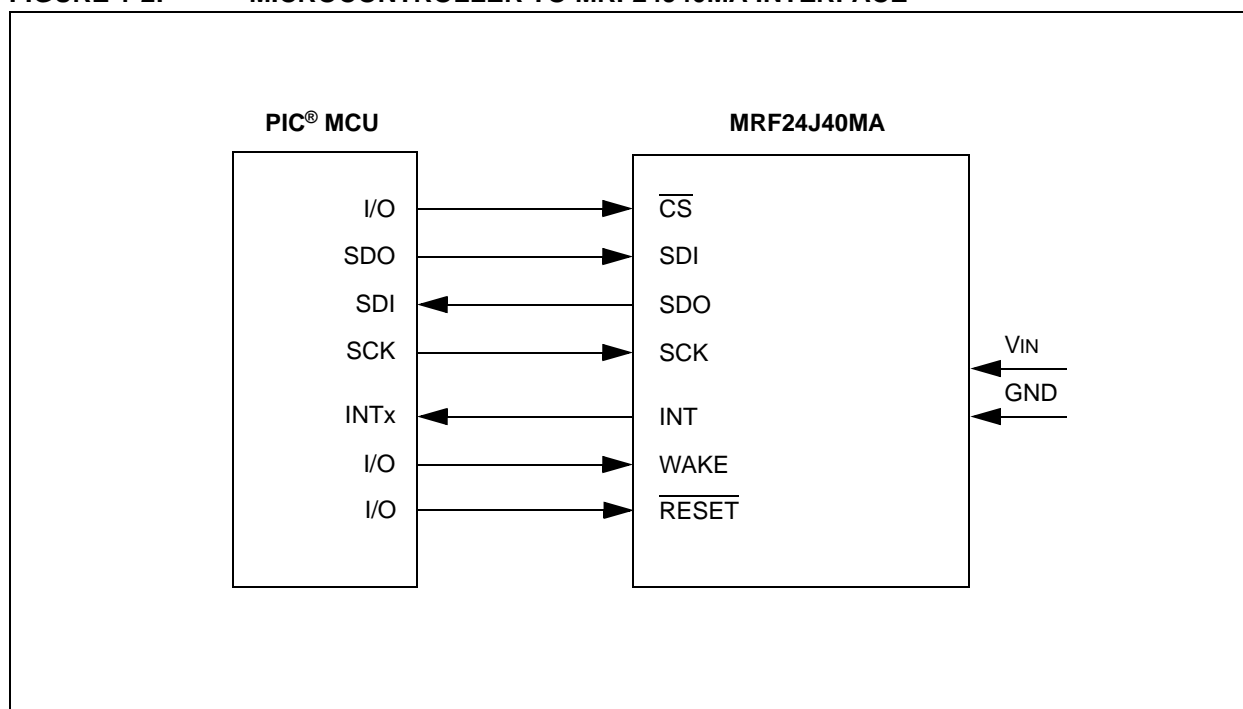 PIC® MCU
MRF24J40MA
I/O
CS
SDO
SDI
SDI
SDO
SCK
SCK
INTx
INT
I/O
WAKE
I/O
RESET
VIN
GND